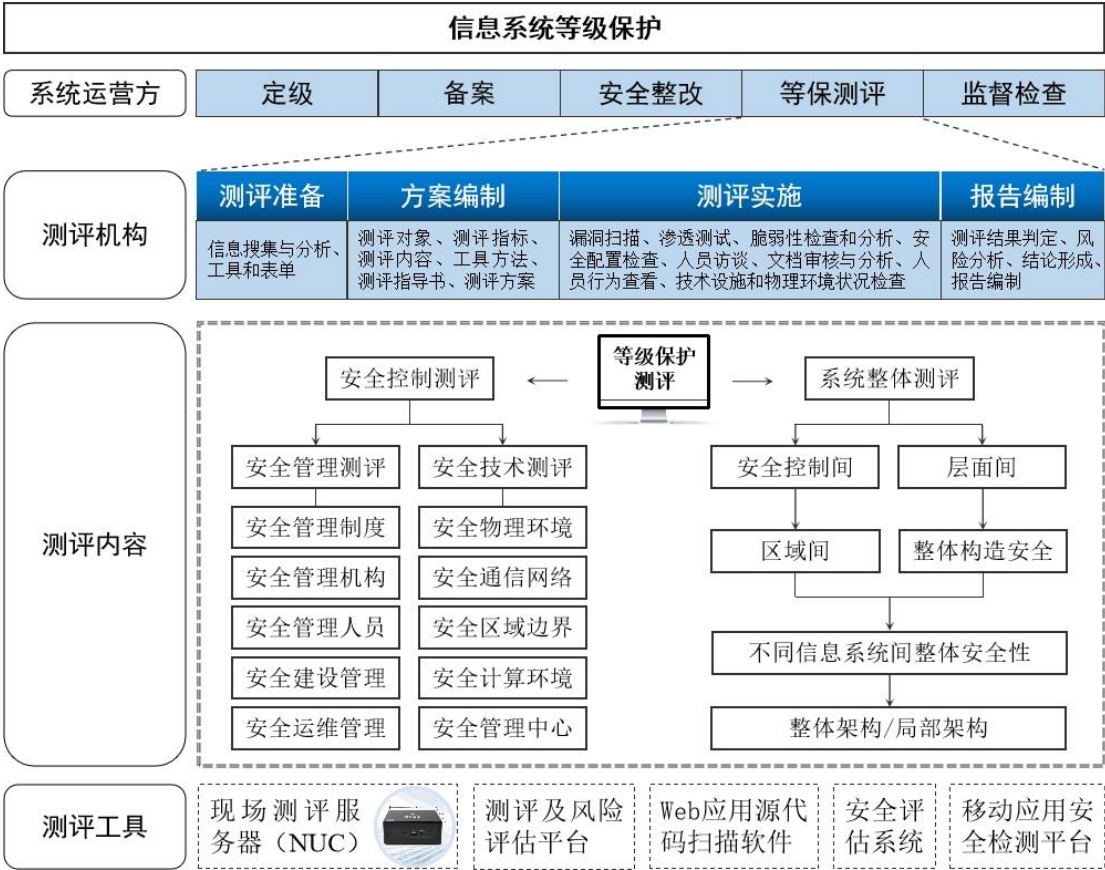 信息系统等级保护
系统运营方
定级
备案
安全整改
等保测评
监督检查
测评机构
测评准备
方案编制
测评实施
报告编制
信息搜集与分析、
工具和表单
测评对象、测评指标、
测评内容、工具方法、
测评指导书、测评方案
漏洞扫描、渗透测试、脆弱性检查和分析、安
全配置检查、人员访谈、文档审核与分析、人
员行为查看、技术设施和物理环境状况检查
测评结果判定、风
险分析、结论形成、
报告编制
测评内容
等级保护
测评
安全控制测评
系统整体测评
安全管理测评
安全技术测评
安全控制间
层面间
安全管理制度
安全物理环境
区域间
整体构造安全
安全管理机构
安全通信网络
安全管理人员
安全区域边界
不同信息系统间整体安全性
安全建设管理
安全计算环境
安全运维管理
安全管理中心
整体架构/局部架构
测评工具
现场测评服
务器（NUC）
测评及风险
评估平台
Web应用源代
码扫描软件
安全评
估系统
移动应用安
全检测平台